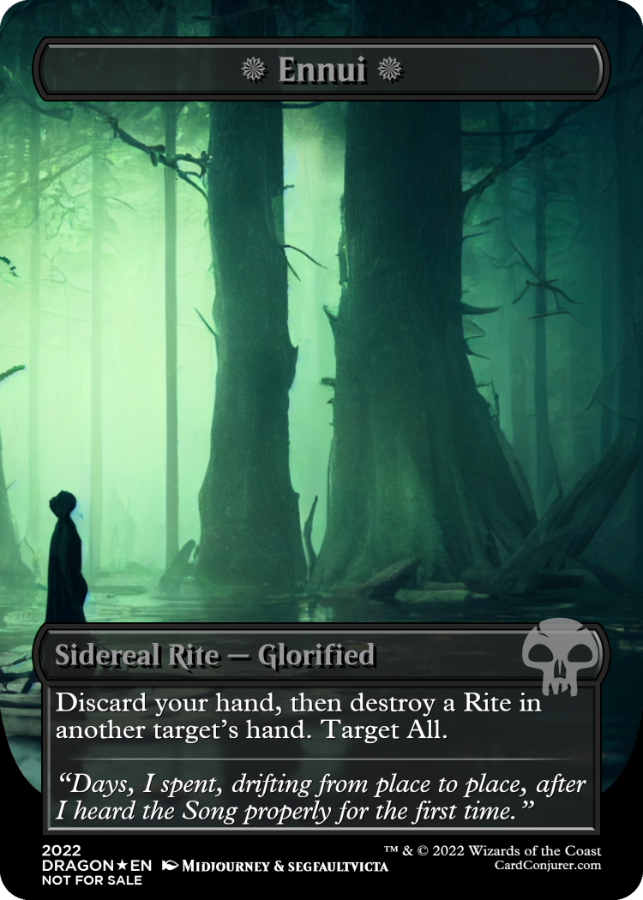 Ennui
Sidereal Rite — Glorified
Discard your hand, then destroy a Rite in
another target's hand. Target All.
“Days, I spent, drifting from place to place, after
I heard the Song properly for the first time.”
2022
DRAGON★EN Midjourney & segfaultvicta
NOT FOR SALE
™ & © 2022 Wizards of the Coast
CardConjurer.com